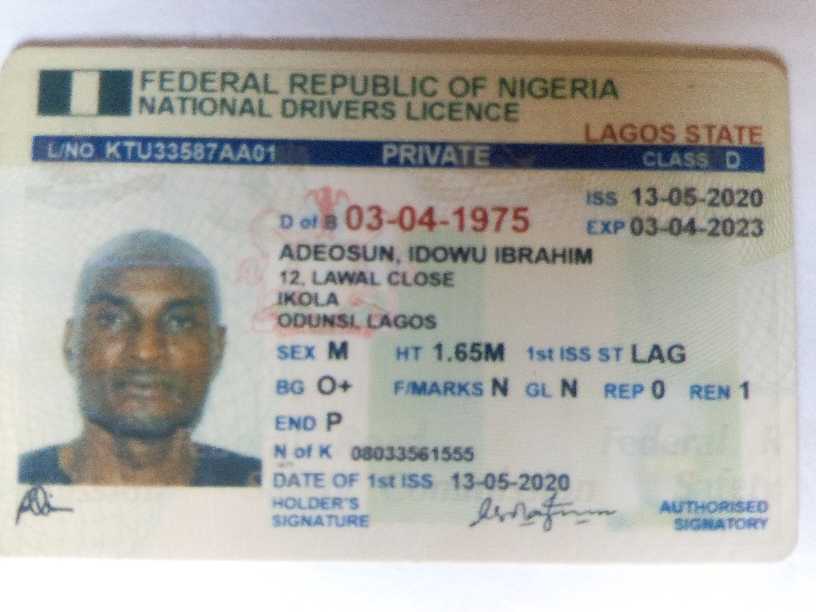 FEDERAL REPUBLIC OF NIGERIA
NATIONAL DRIVERS LICENCE
LAGOS STATE
L/NO KTU33587AA01 PRIVATE CLASS D
ISS 13-05-2020
D of B 03-04-1975 EXP 03-04-2023
ADEOSUN, IDOWU IBRAHIM
12, LAWAL CLOSE
IKOLA
ODUNSI, LAGOS
SEX M HT 1.65M 1st ISS ST LAG
BG O+ F/MARKS N GL N REP 0 REN 1
END P
N of K 08033561555
DATE OF 1st ISS 13-05-2020
HOLDER'S
SIGNATURE
AUTHORISED
SIGNATORY